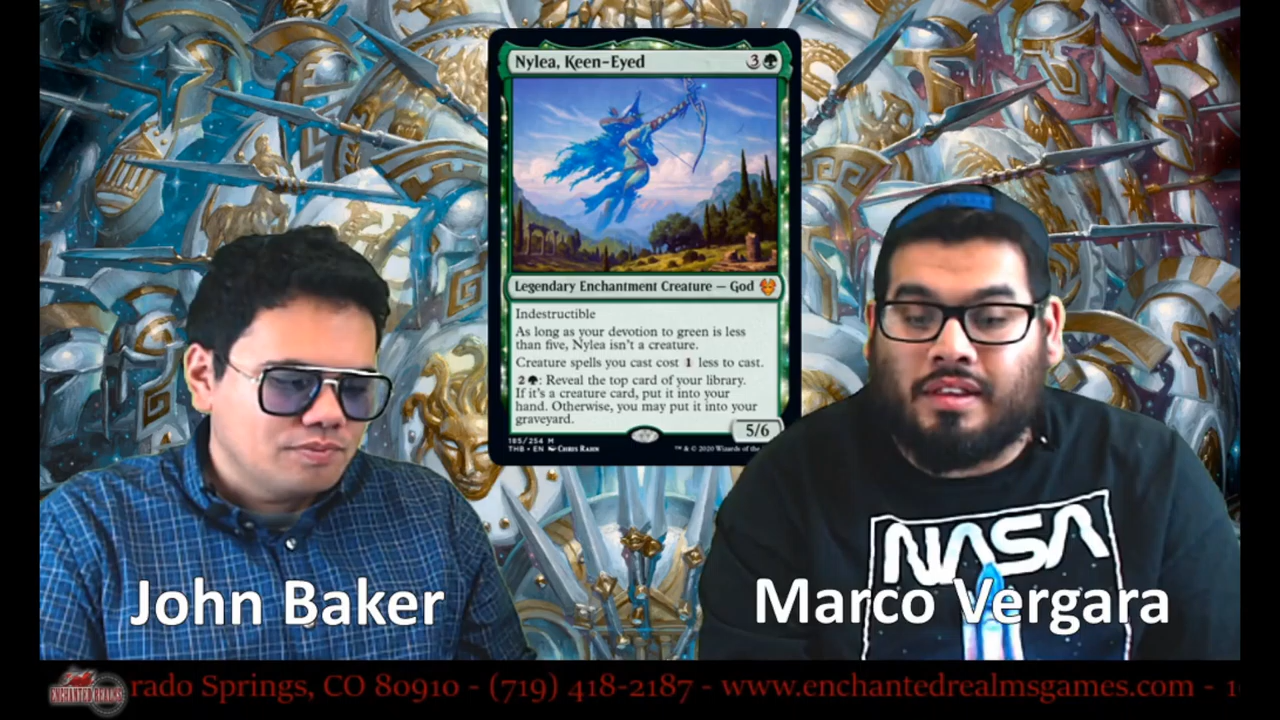 Nylea, Keen-Eyed 3
Legendary Enchantment Creature — God
Indestructible
As long as your devotion to green is less
than five, Nylea isn't a creature.
Creature spells you cast cost 1 less to cast.
2 : Reveal the top card of your library.
If it's a creature card, put it into your
hand. Otherwise, you may put it into your
graveyard.
5/6
185/254 M
THB • EN Chris Rahn
™ & © 2020 Wizards of the
NASA
John Baker
Marco Vergara
ENCHANTED REALMS
rado Springs, CO 80910 - (719) 418-2187 - www.enchantedrealmsgames.com - 1